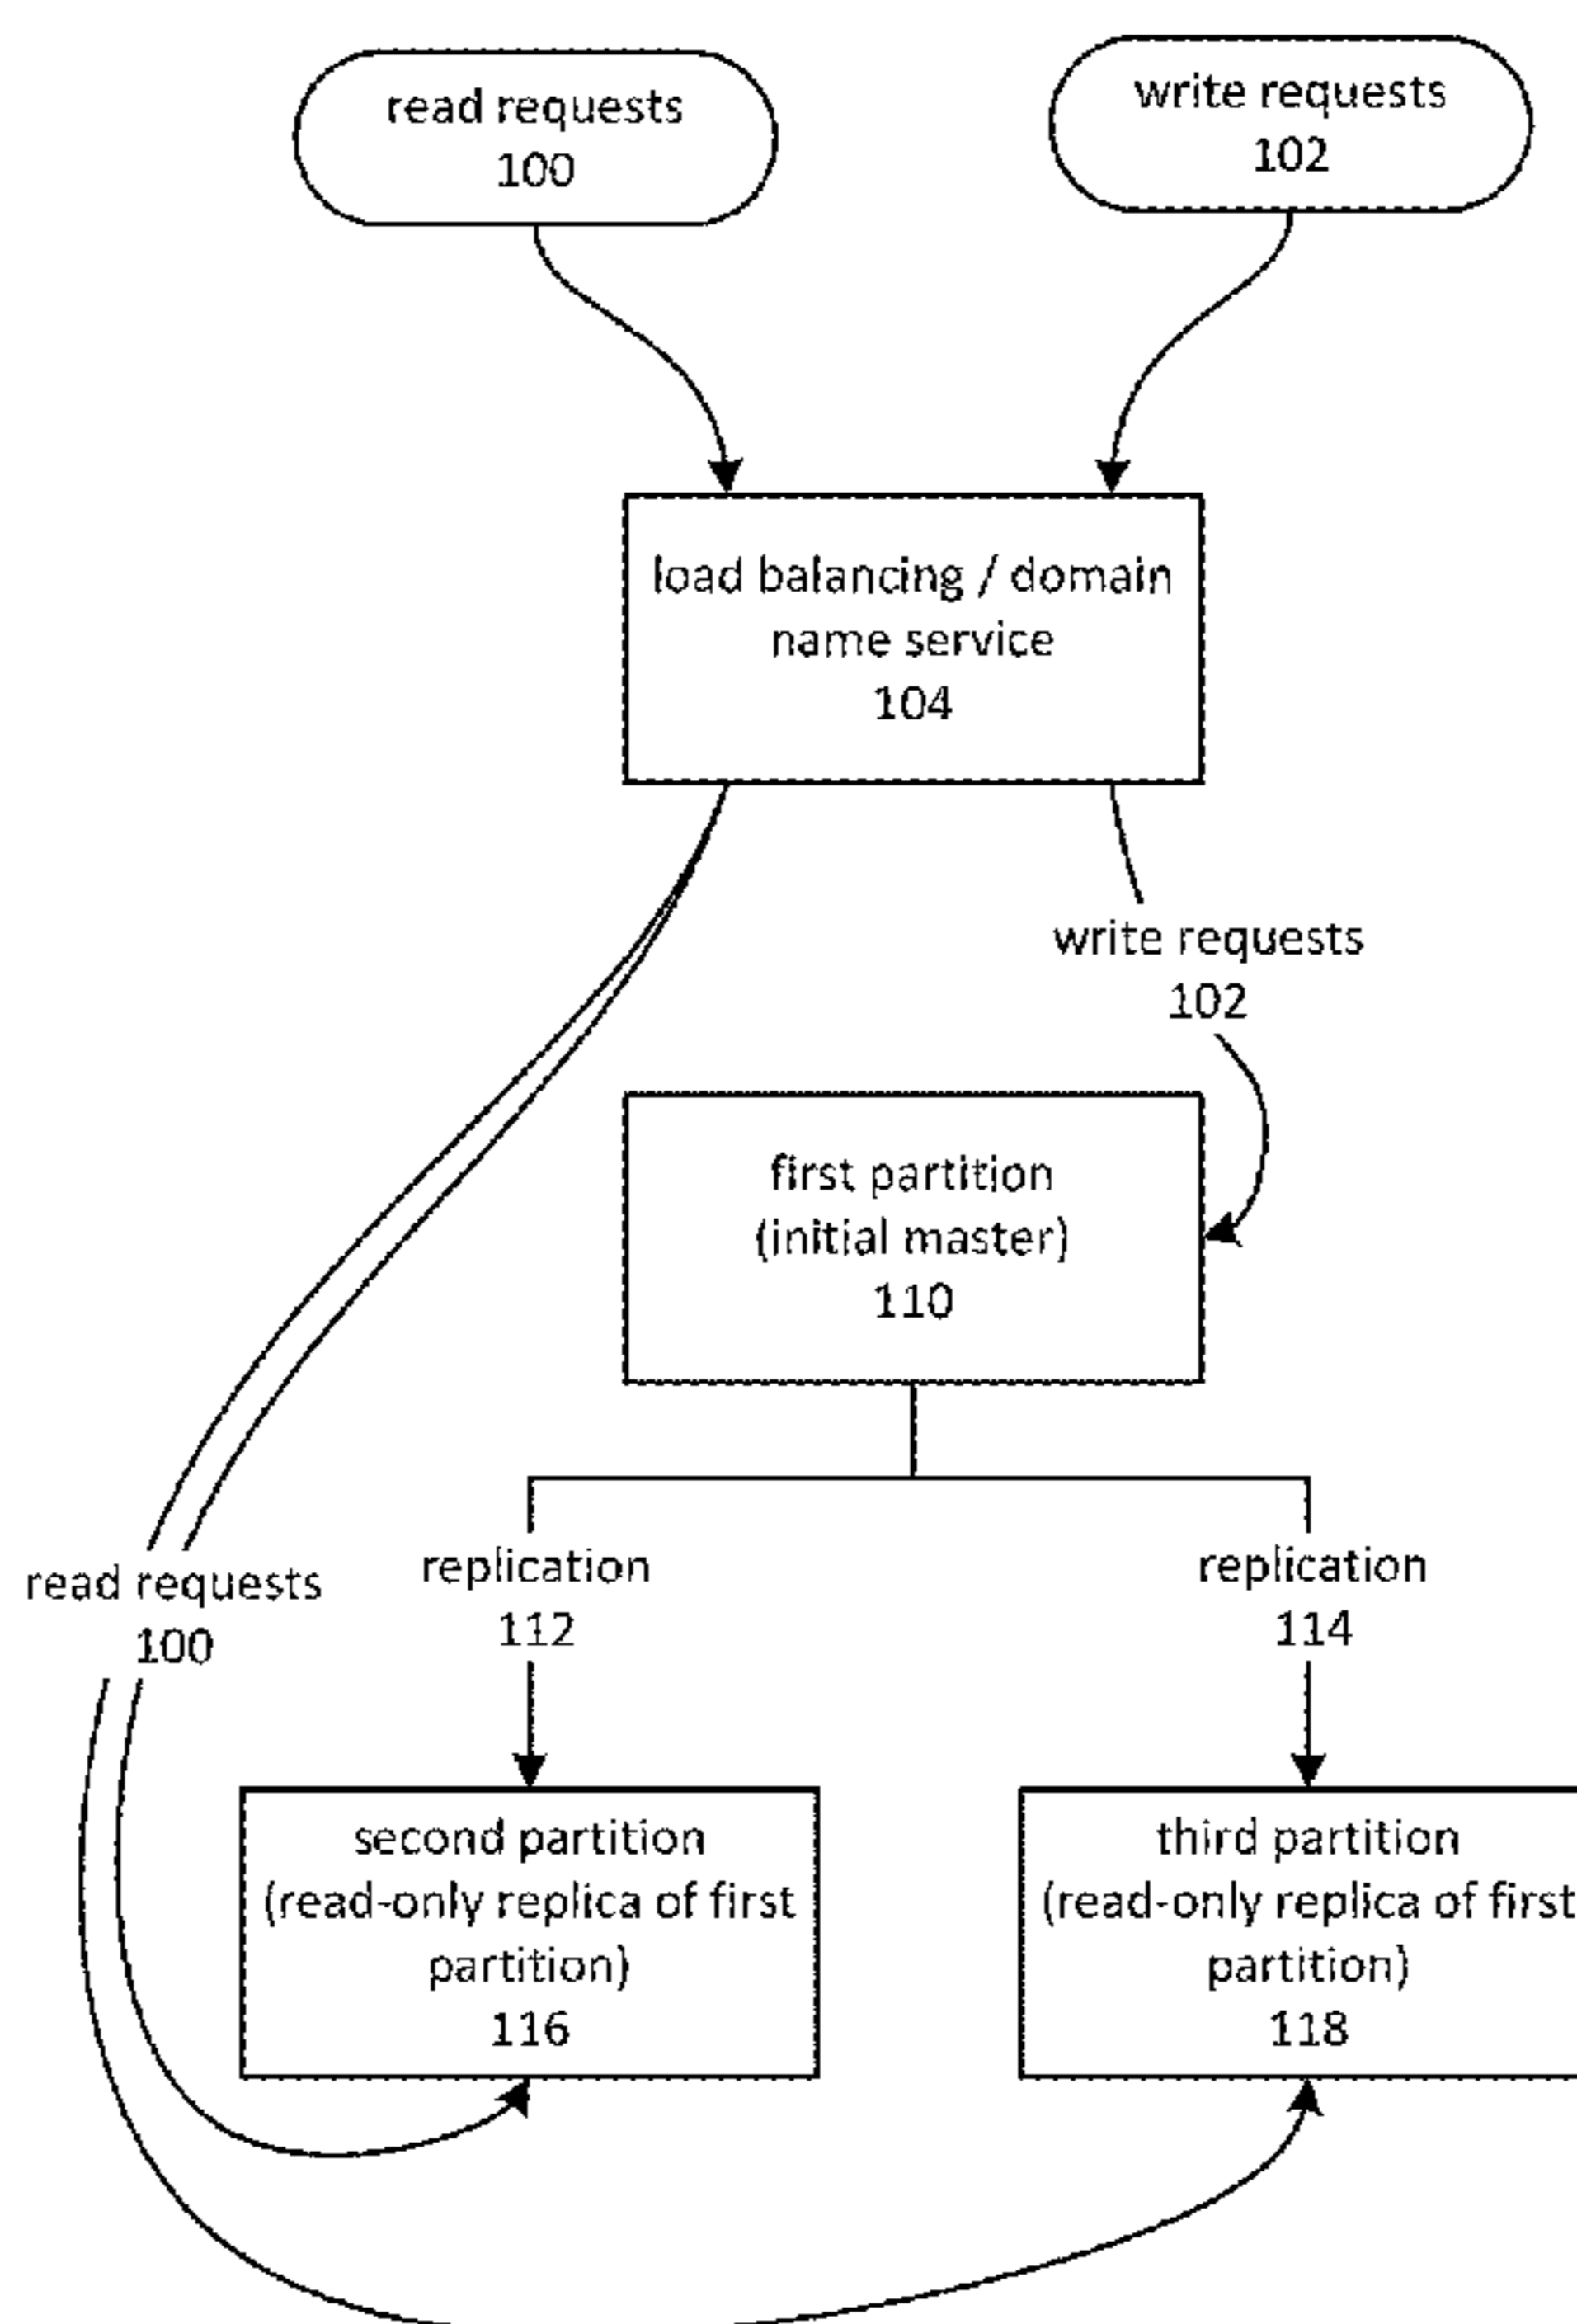 read requests
100
write requests
102
load balancing / domain
name service
104
write requests
102
first partition
(initial master)
110
read requests
100
replication
112
replication
114
second partition
(read-only replica of first
partition)
116
third partition
(read-only replica of first
partition)
118